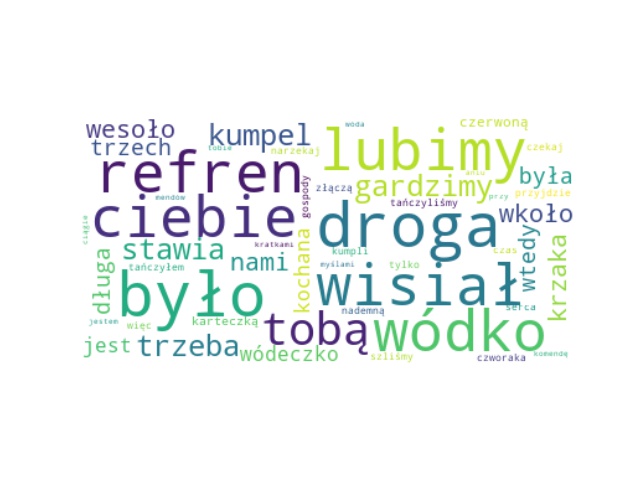 woda
wesoło kumpel lubimy czerwoną
trzech tobie narzekaj czekaj
refren mendów złączą gardzimy aniu była
gospody tańczyliśmy przy przyjdzie
ciebie droga wkoło
ciągle kratkami
stawia nami kochana kumpli czas wtedy krzaka
długa tańczyłem myślami tylko
było wisiał
nademną serca
jestem więc karteczką tobą wódko
jest trzeba wódeczko szliśmy czworaka komendę